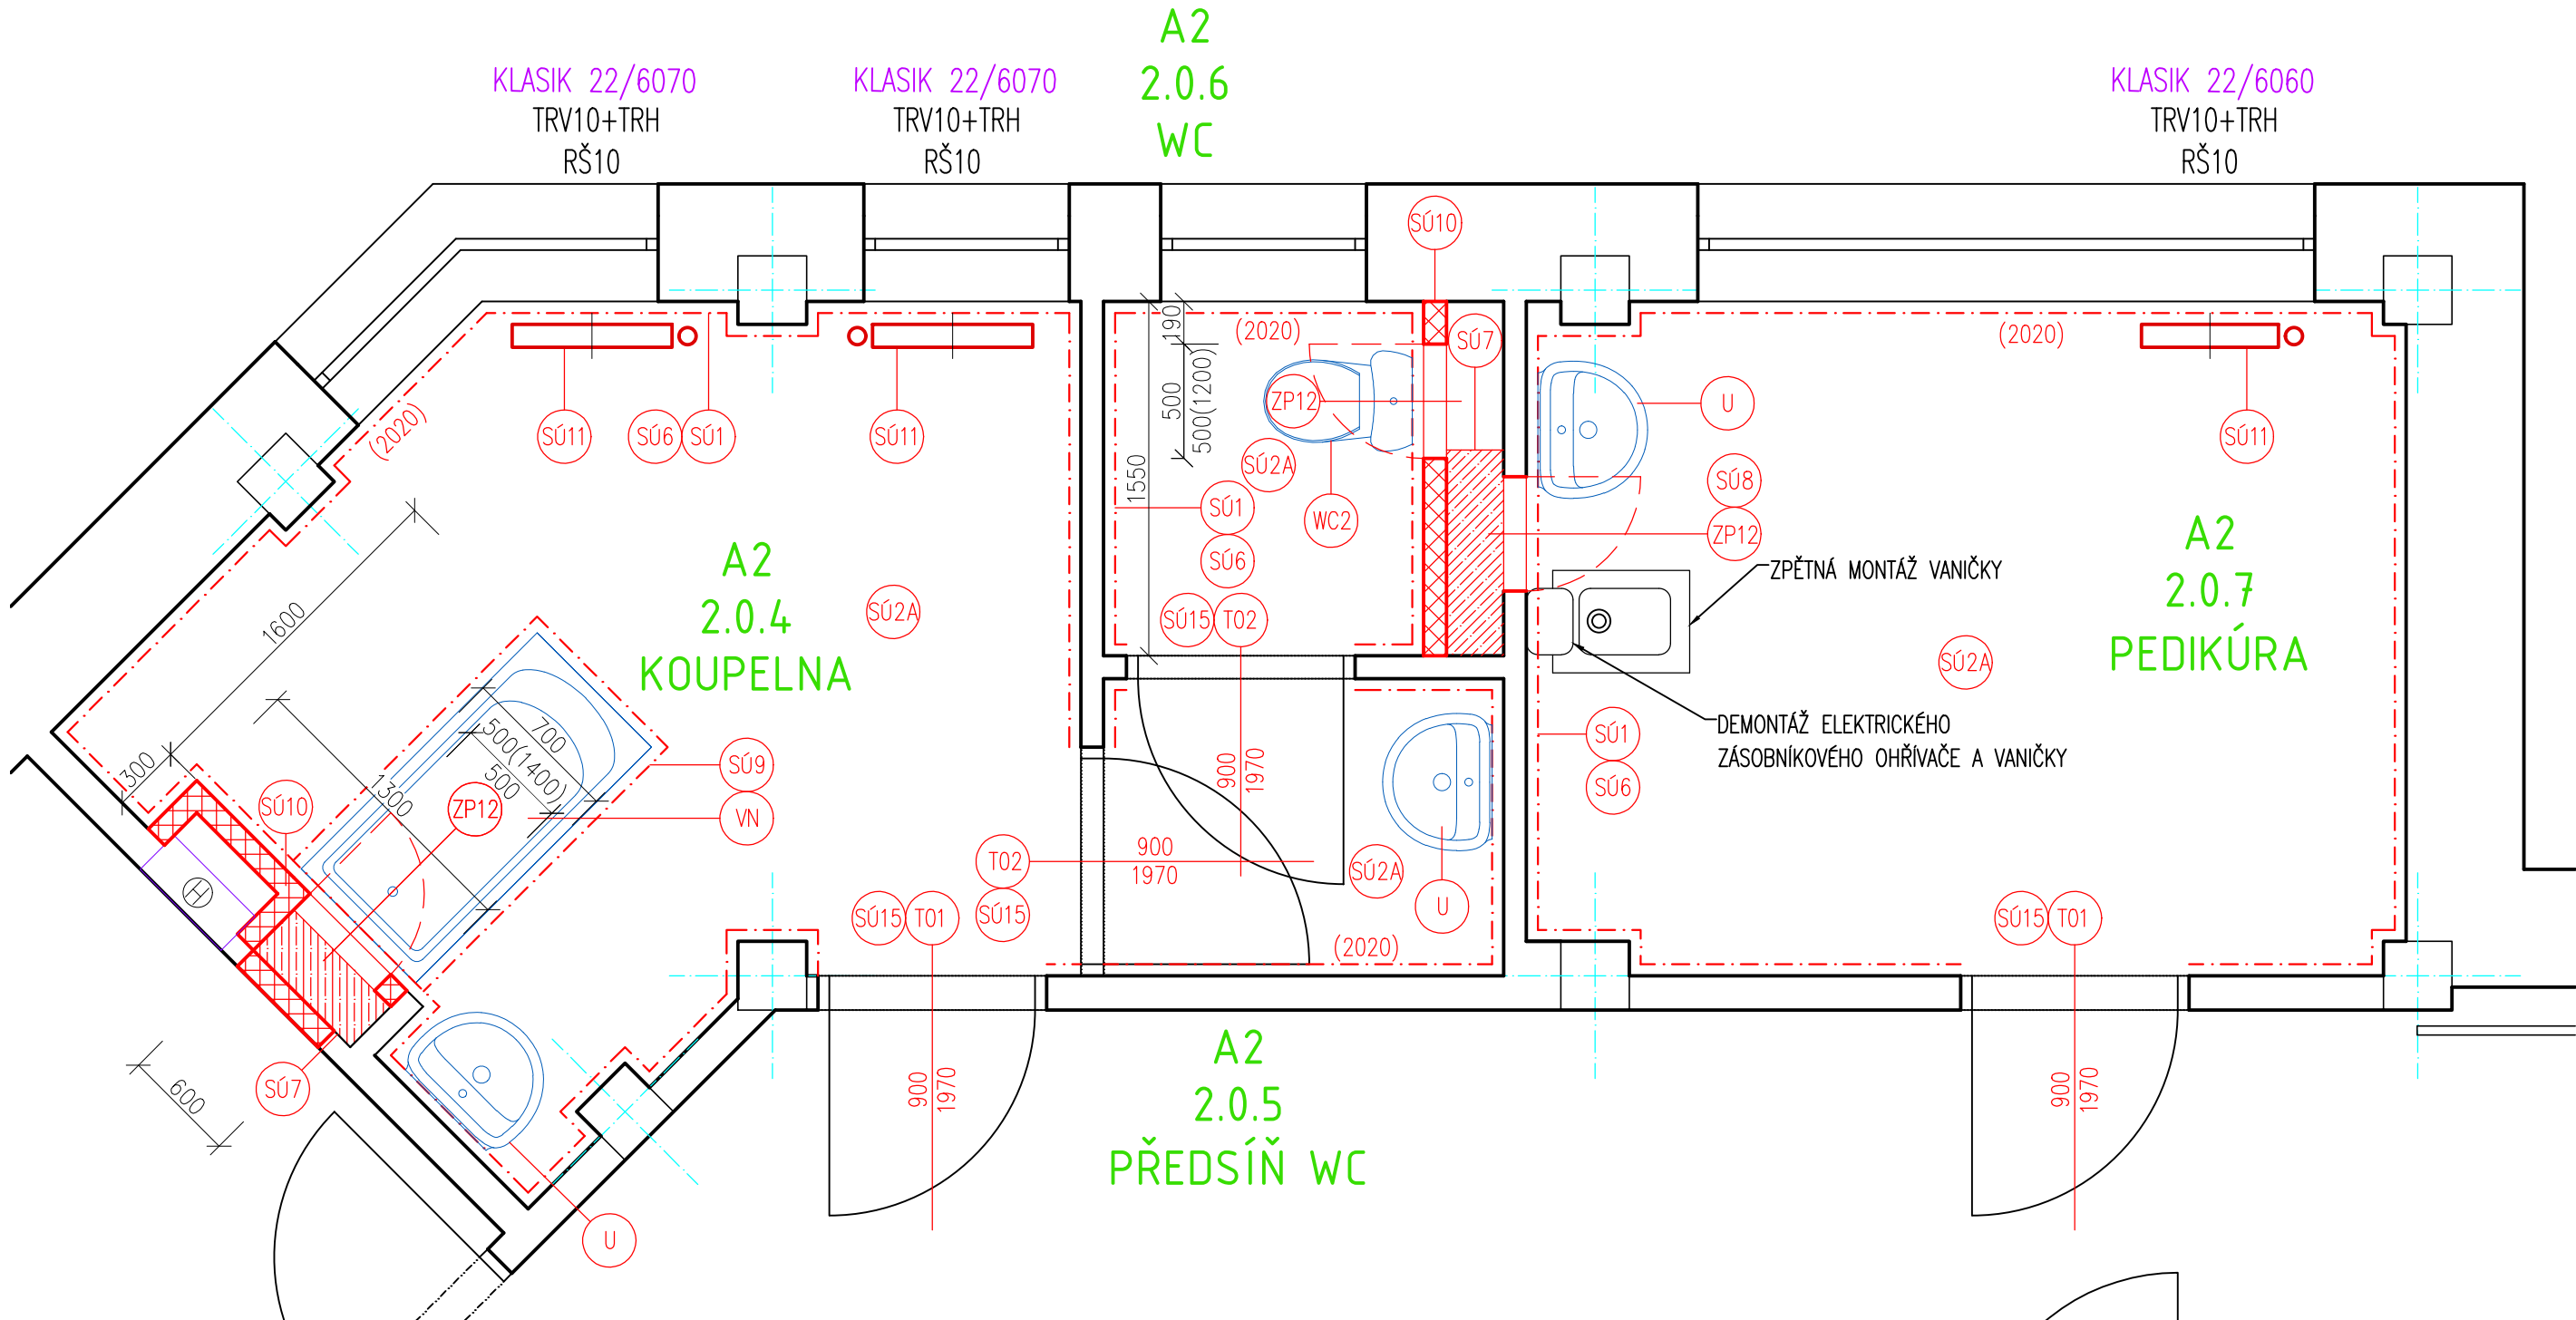 A2
2.0.6
WC
KLASIK 22/6070
TRV10+TRH
RŠ10
KLASIK 22/6070
TRV10+TRH
RŠ10
KLASIK 22/6060
TRV10+TRH
RŠ10
SÚ10
SÚ7
(2020)
190
500
500(1200)
1550
ZP12
SÚ2A
WC2
SÚ1
SÚ6
SÚ15
T02
900
1970
(2020)
SÚ11
SÚ6
SÚ1
SÚ11
1600
300
A2
2.0.4
KOUPELNA
SÚ2A
700
500(1400)
500
1300
SÚ10
ZP12
SÚ9
VN
H
SÚ7
600
U
SÚ15
T01
900
1970
T02
SÚ15
900
1970
SÚ2A
U
(2020)
A2
2.0.5
PŘEDSÍŇ WC
(2020)
U
SÚ8
ZP12
SÚ11
A2
2.0.7
PEDIKÚRA
ZPĚTNÁ MONTÁŽ VANIČKY
SÚ2A
DEMONTÁŽ ELEKTRICKÉHO
ZÁSOBNÍKOVÉHO OHŘÍVAČE A VANIČKY
SÚ1
SÚ6
SÚ15
T01
900
1970